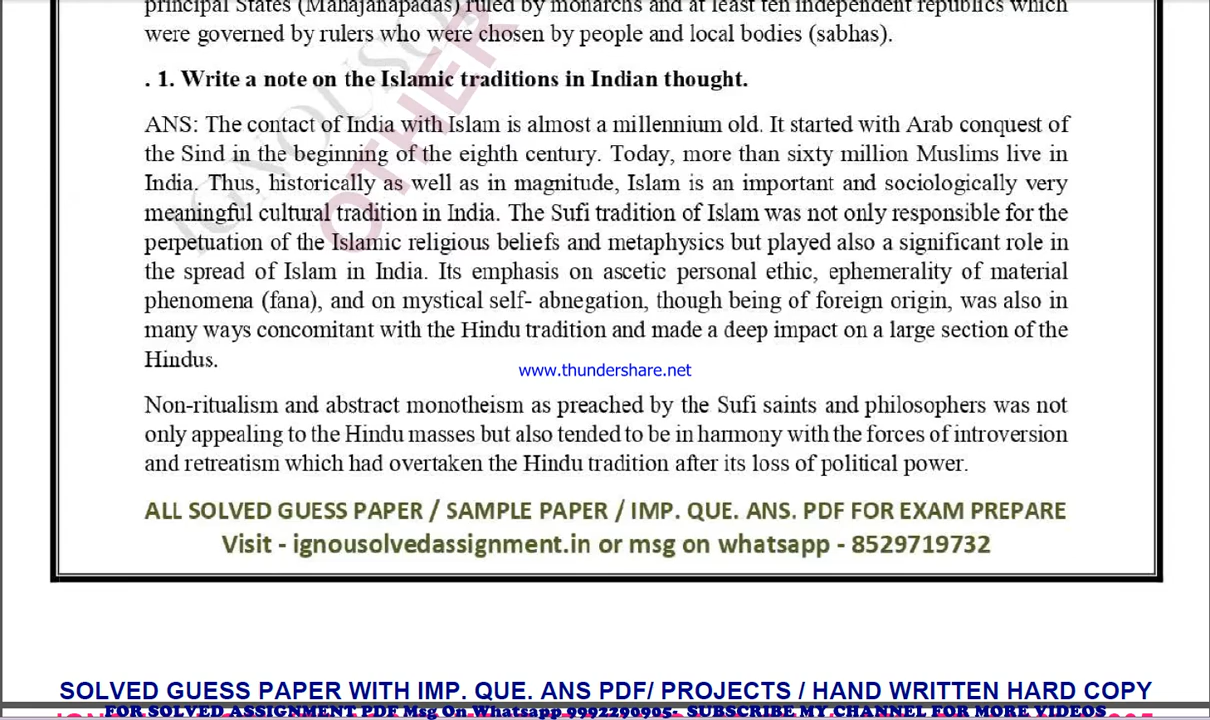 principal States (Mahajanapadas) ruled by monarchs and at least ten independent republics which
were governed by rulers who were chosen by people and local bodies (sabhas).
. 1. Write a note on the Islamic traditions in Indian thought.
ANS: The contact of India with Islam is almost a millennium old. It started with Arab conquest of
the Sind in the beginning of the eighth century. Today, more than sixty million Muslims live in
India. Thus, historically as well as in magnitude, Islam is an important and sociologically very
meaningful cultural tradition in India. The Sufi tradition of Islam was not only responsible for the
perpetuation of the Islamic religious beliefs and metaphysics but played also a significant role in
the spread of Islam in India. Its emphasis on ascetic personal ethic, ephemerality of material
phenomena (fana), and on mystical self- abnegation, though being of foreign origin, was also in
many ways concomitant with the Hindu tradition and made a deep impact on a large section of the
Hindus.
www.thundershare.net
Non-ritualism and abstract monotheism as preached by the Sufi saints and philosophers was not
only appealing to the Hindu masses but also tended to be in harmony with the forces of introversion
and retreatism which had overtaken the Hindu tradition after its loss of political power.
OTHER
ALL SOLVED GUESS PAPER / SAMPLE PAPER / IMP. QUE. ANS. PDF FOR EXAM PREPARE
Visit - ignousolvedassignment.in or msg on whatsapp - 8529719732
SOLVED GUESS PAPER WITH IMP. QUE. ANS PDF/ PROJECTS / HAND WRITTEN HARD COPY
FOR SOLVED ASSIGNMENT PDF Msg On Whatsapp 9992290905- SUBSCRIBE MY CHANNEL FOR MORE VIDEOS